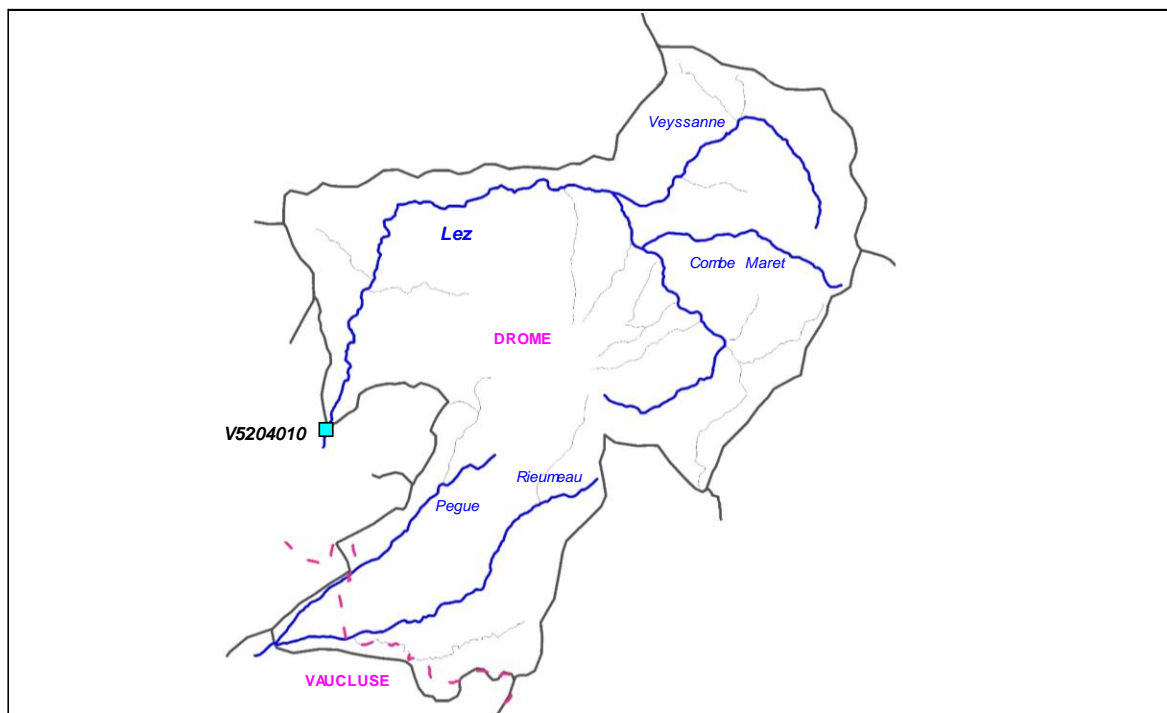 Veyssanne
Lez
Combe Maret
DROME
V5204010
Rieumeau
Pegue
VAUCLUSE